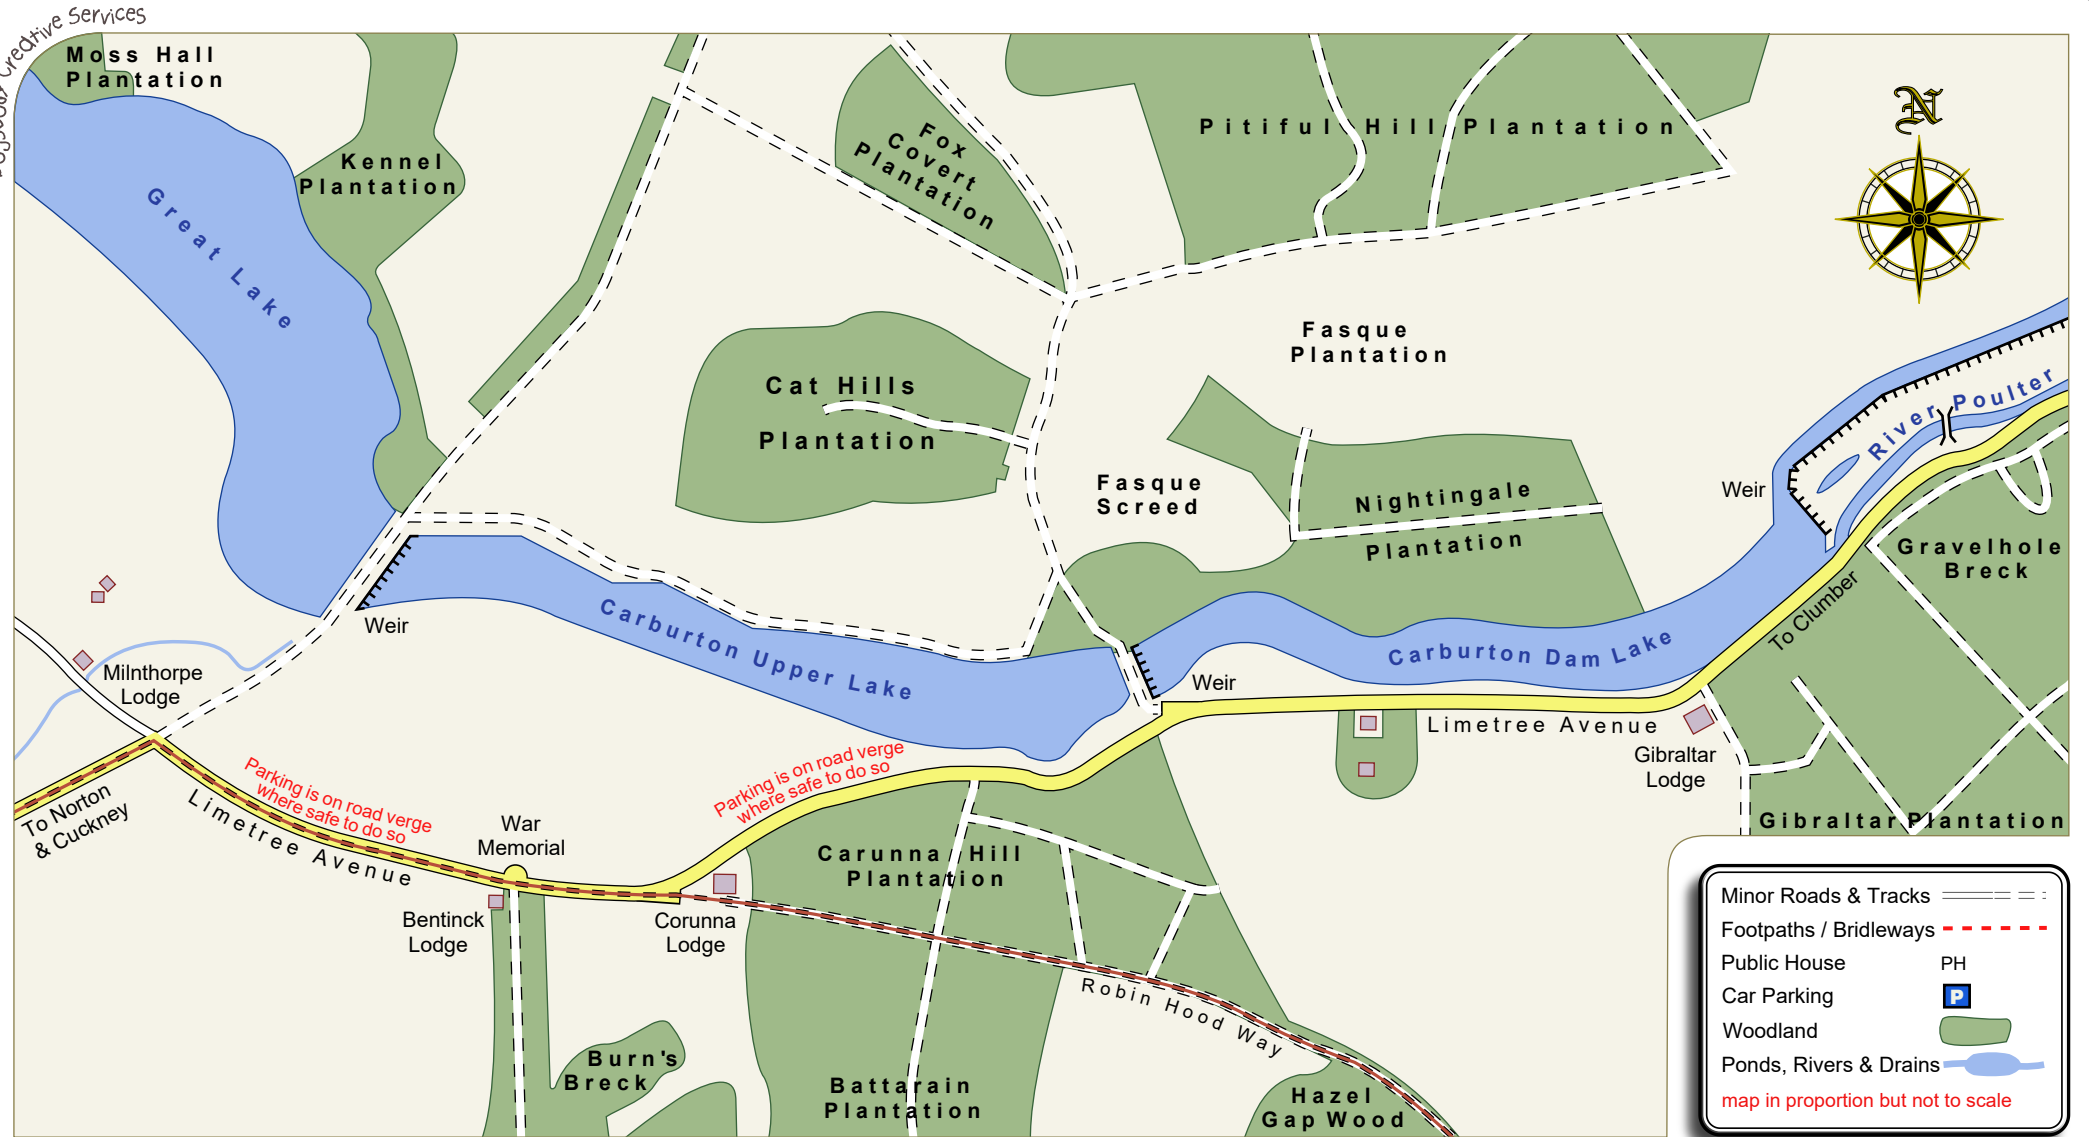 Creative Services
Moss Hall
Plantation
Kennel
Plantation
Great Lake
Fox
Covert
Plantation
Pitiful Hill Plantation
N
Cat Hills
Plantation
Fasque
Plantation
Fasque
Screed
Nightingale
Plantation
Weir
River Poulter
Gravelhole
Breck
To Clumber
Weir
Carburton Upper Lake
Carburton Dam Lake
Weir
Milnthorpe
Lodge
Limetree Avenue
Gibraltar
Lodge
Gibraltar Plantation
To Norton
& Cuckney
Parking is on road verge
where safe to do so
Limetree Avenue
Parking is on road verge
where safe to do so
War
Memorial
Bentinck
Lodge
Corunna
Lodge
Carunna Hill
Plantation
Robin Hood Way
Burn's
Breck
Battarain
Plantation
Hazel
Gap Wood
Minor Roads & Tracks
Footpaths / Bridleways
Public House PH
Car Parking P
Woodland
Ponds, Rivers & Drains
map in proportion but not to scale